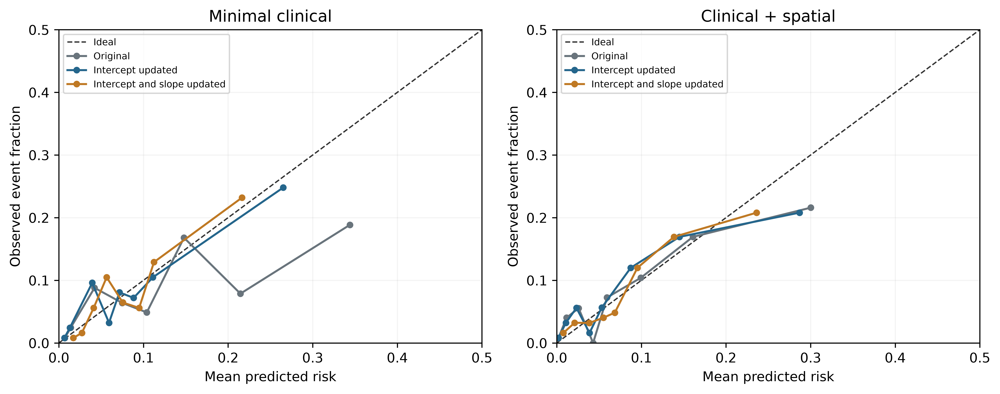 Minimal clinical
0.5
0.4
0.3
0.2
0.1
0.0
Observed event fraction
Ideal
Original
Intercept updated
Intercept and slope updated
0.0 0.1 0.2 0.3 0.4 0.5
Mean predicted risk
Clinical + spatial
0.5
0.4
0.3
0.2
0.1
0.0
Observed event fraction
Ideal
Original
Intercept updated
Intercept and slope updated
0.0 0.1 0.2 0.3 0.4 0.5
Mean predicted risk